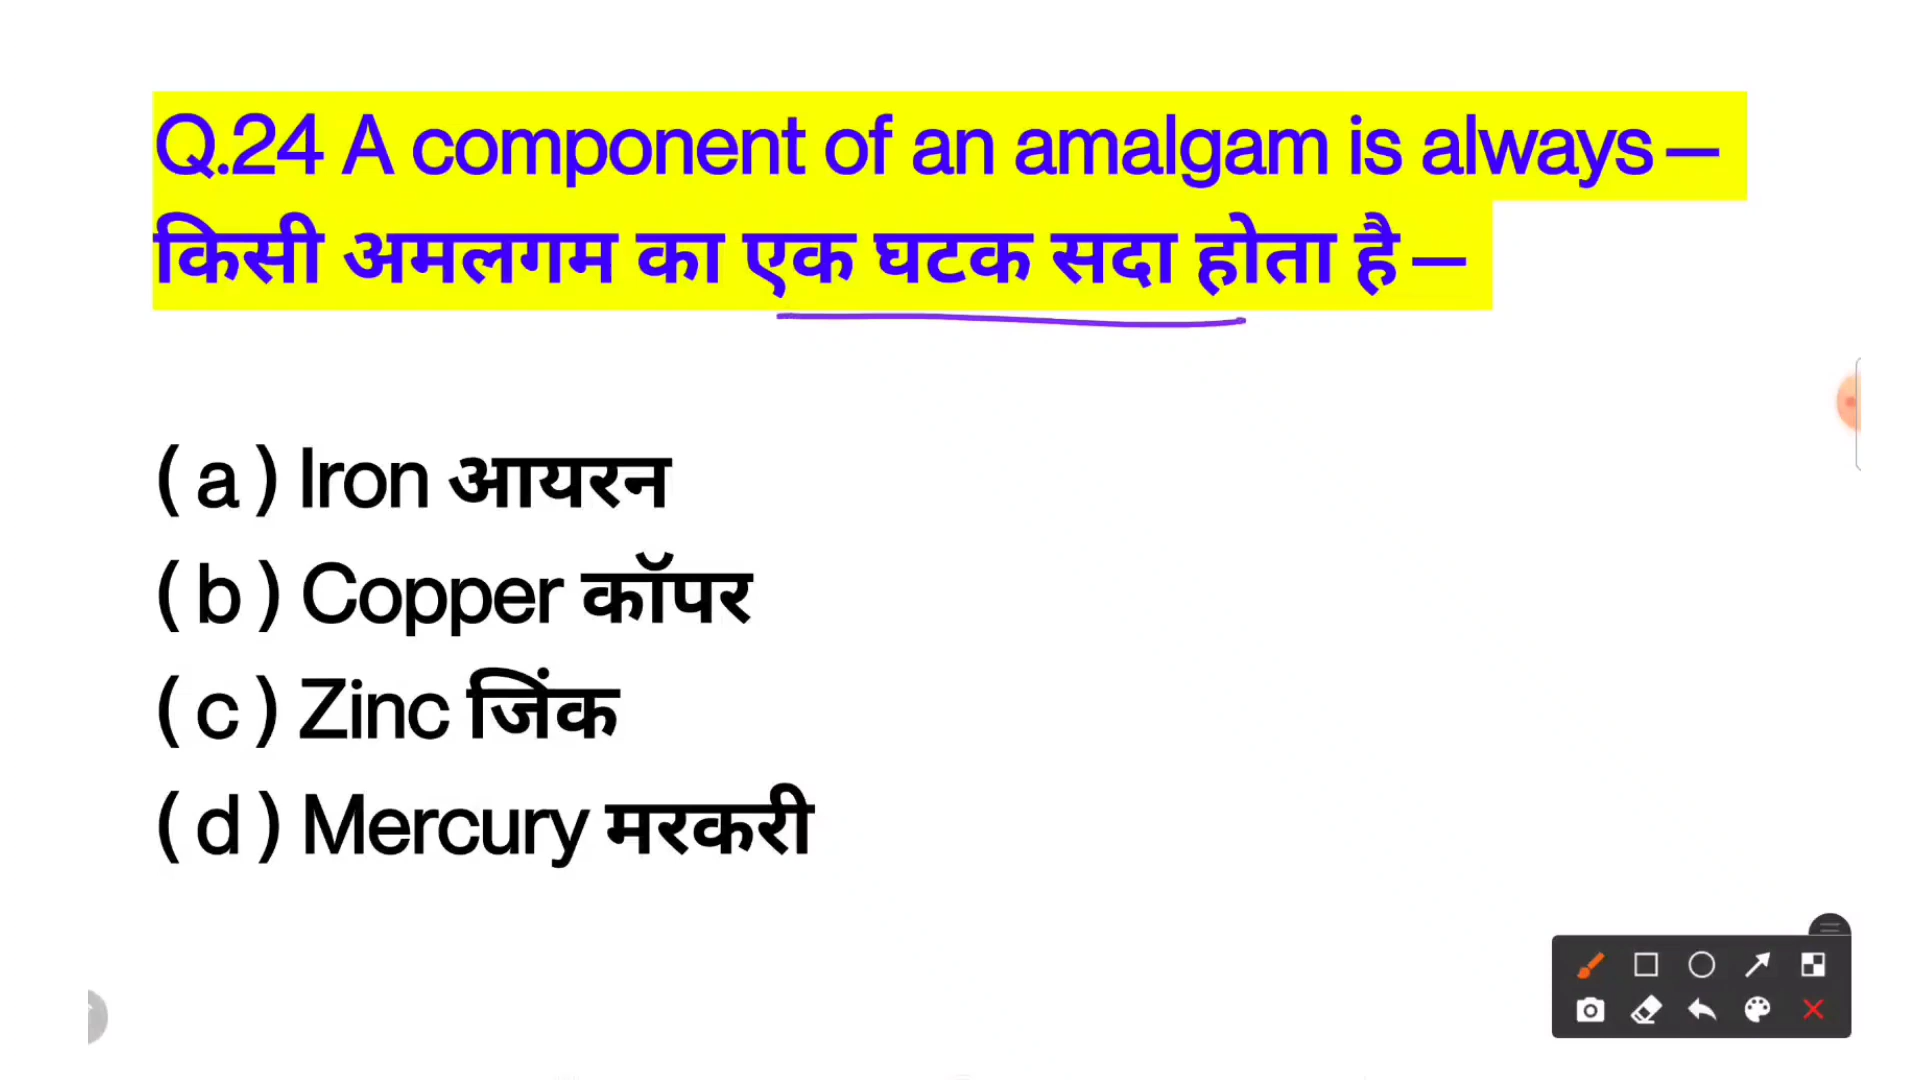 Q.24 A component of an amalgam is always —
किसी अमलगम का एक घटक सदा होता है —
( a ) Iron आयरन
( b ) Copper कॉपर
( c ) Zinc जिंक
( d ) Mercury मरकरी